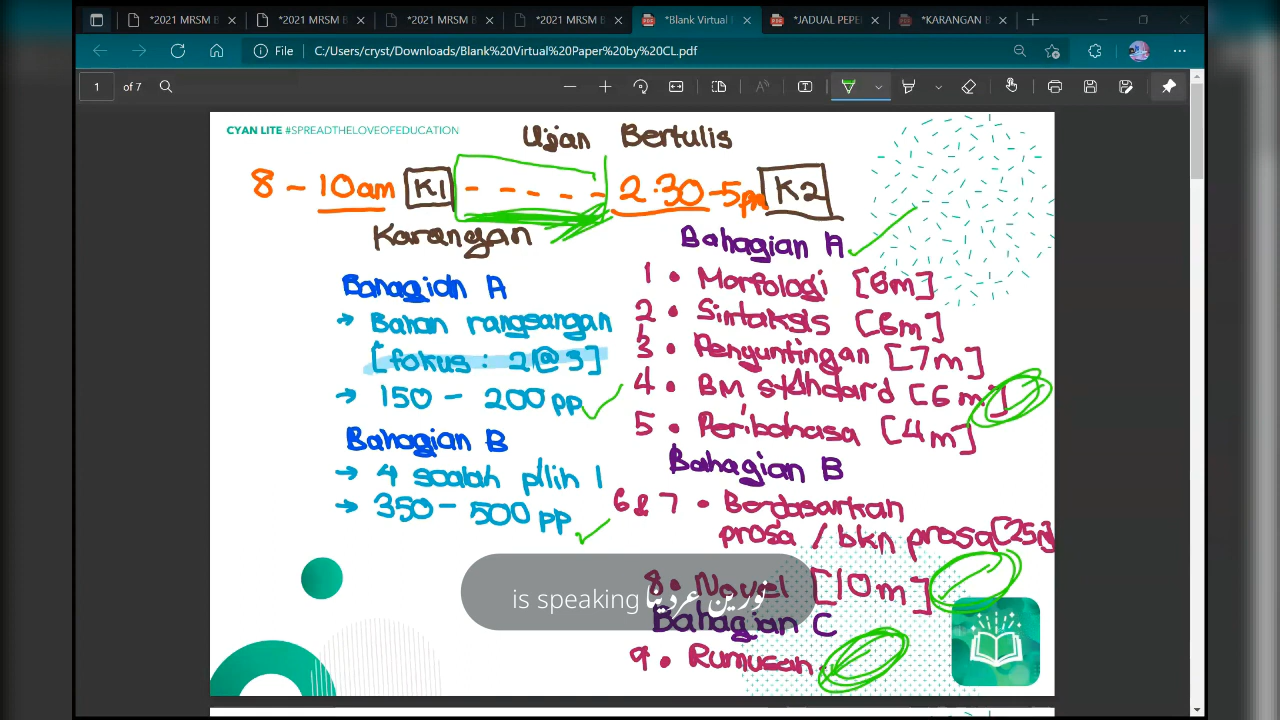 *2021 MRSM B
*2021 MRSM B
*2021 MRSM B
*2021 MRSM B
*Blank Virtual
*JADUAL PEPER
*KARANGAN B
File C:/Users/cryst/Downloads/Blank%20Virtual%20Paper%20by%20CL.pdf
1 of 7
CYAN LITE #SPREADTHELOVEOFEDUCATION
Ujian Bertulis
8 - 10am K1 - - - - - 2.30-5pm K2
Karangan
Bahagian A
→ Bahan rangsangan
[fokus : 2@3]
→ 150 - 200 pp
Bahagian B
→ 4 soalah pilih 1
→ 350 - 500 pp
Bahagian A
1 • Morfologi [6m]
2 • Sintaksis [6m]
3 • Penguntingan [7m]
4 • BM standard [6m]
5 • Peribahasa [4m]
Bahagian B
6 & 7 • Berdasarkan
prosa / bkn prosa [25m]
8 • Novel [10m]
Bahagian C
9 • Rumusan
is speaking نورين عردينا